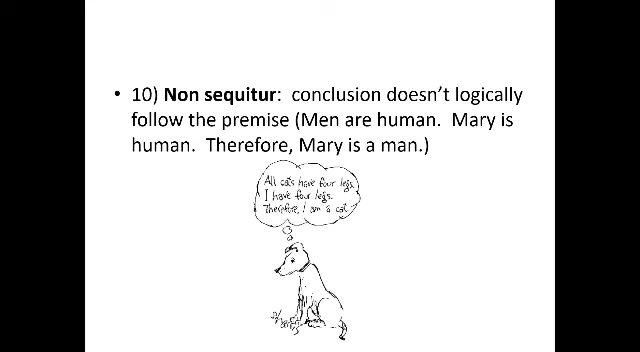 • 10) Non sequitur:  conclusion doesn't logically
follow the premise (Men are human.  Mary is
human.  Therefore, Mary is a man.)
All cats have four legs.
I have four legs.
Therefore, I am a cat.